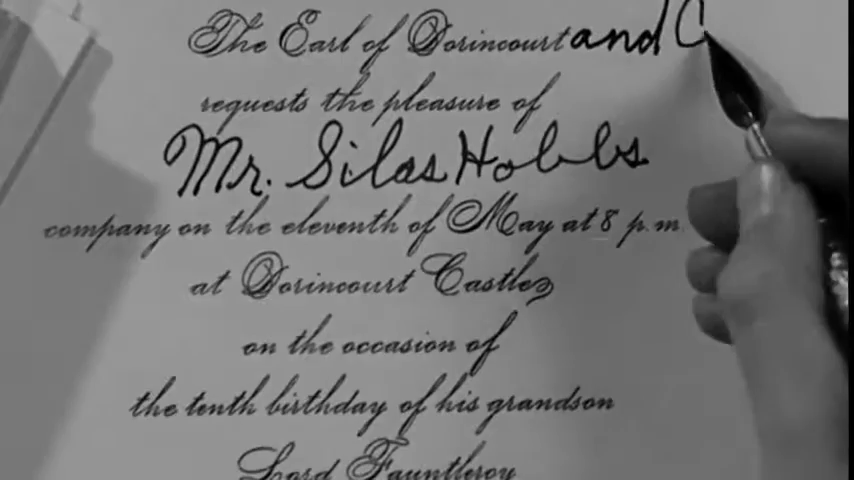 The Earl of Dorincourt and C
requests the pleasure of
Mr. Silas Hobbs
company on the eleventh of May at 8 p.m
at Dorincourt Castle
on the occasion of
the tenth birthday of his grandson
Lord Fauntleroy